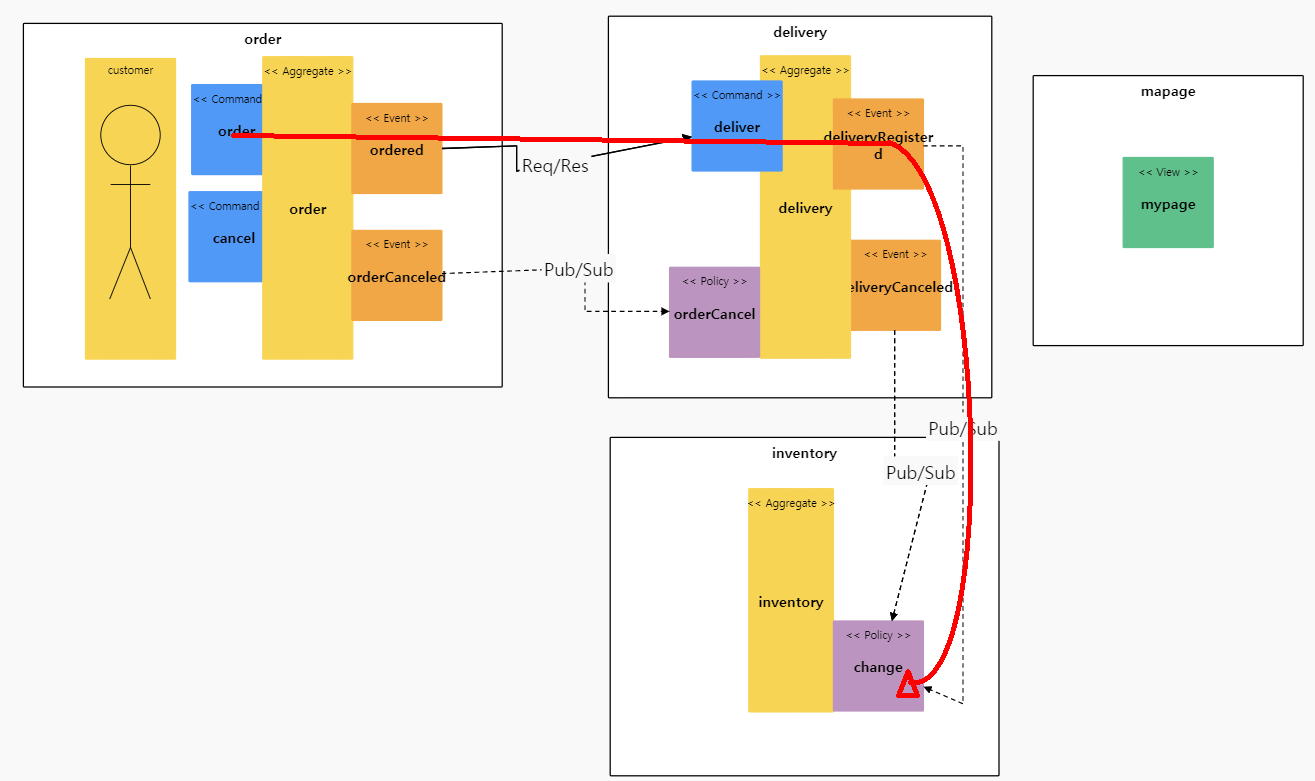 order
customer
<< Aggregate >>
<< Command
order
<< Event >>
ordered
<< Command
cancel
order
<< Event >>
orderCanceled
Req/Res
Pub/Sub
delivery
<< Aggregate >>
<< Command >>
deliver
<< Event >>
deliveryRegister
d
delivery
<< Event >>
eliveryCanceled
<< Policy >>
orderCancel
Pub/Sub
Pub/Sub
inventory
<< Aggregate >>
inventory
<< Policy >>
change
mapage
<< View >>
mypage